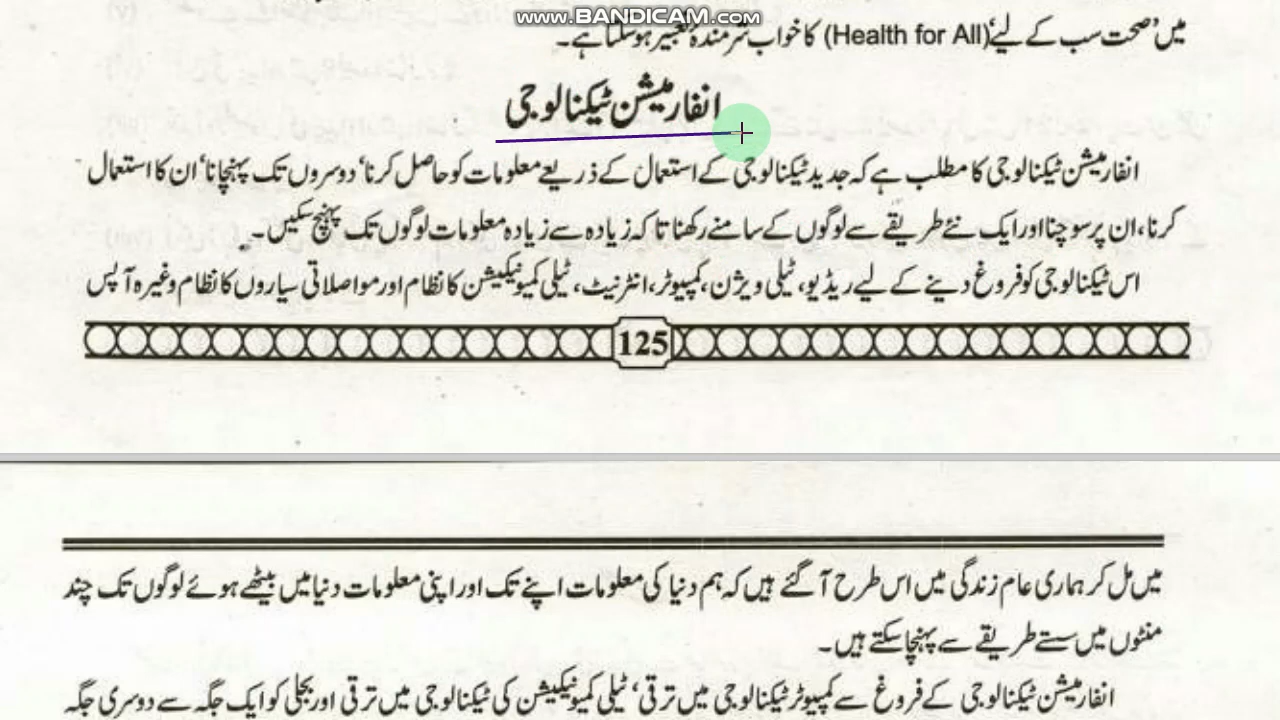 www.BANDICAM.com
میں ’صحت سب کے لیے‘ (Health for All) کا خواب شرمندۂ تعبیر ہوسکتا ہے۔
انفارمیشن ٹیکنالوجی
انفارمیشن ٹیکنالوجی کا مطلب ہے کہ جدید ٹیکنالوجی کے استعمال کے ذریعے معلومات کو حاصل کرنا‘ دوسروں تک پہنچانا‘ ان کا استعمال
کرنا، ان پر سوچنا اور ایک نئے طریقے سے لوگوں کے سامنے رکھنا تا کہ زیادہ سے زیادہ معلومات لوگوں تک پہنچ سکیں۔
اس ٹیکنالوجی کو فروغ دینے کے لیے ریڈیو، ٹیلی ویژن، کمپیوٹر، انٹرنیٹ، ٹیلی کمیونیکیشن کا نظام اور مواصلاتی سیاروں کا نظام وغیرہ آپس
125
میں مل کر ہماری عام زندگی میں اس طرح آ گئے ہیں کہ ہم دنیا کی معلومات اپنے تک اور اپنی معلومات دنیا میں بیٹھے ہوئے لوگوں تک چند
منٹوں میں سستے طریقے سے پہنچا سکتے ہیں۔
انفارمیشن ٹیکنالوجی کے فروغ سے کمپیوٹر ٹیکنالوجی میں ترقی‘ ٹیلی کمیونیکیشن کی ٹیکنالوجی میں ترقی اور بجلی کو ایک جگہ سے دوسری جگہ